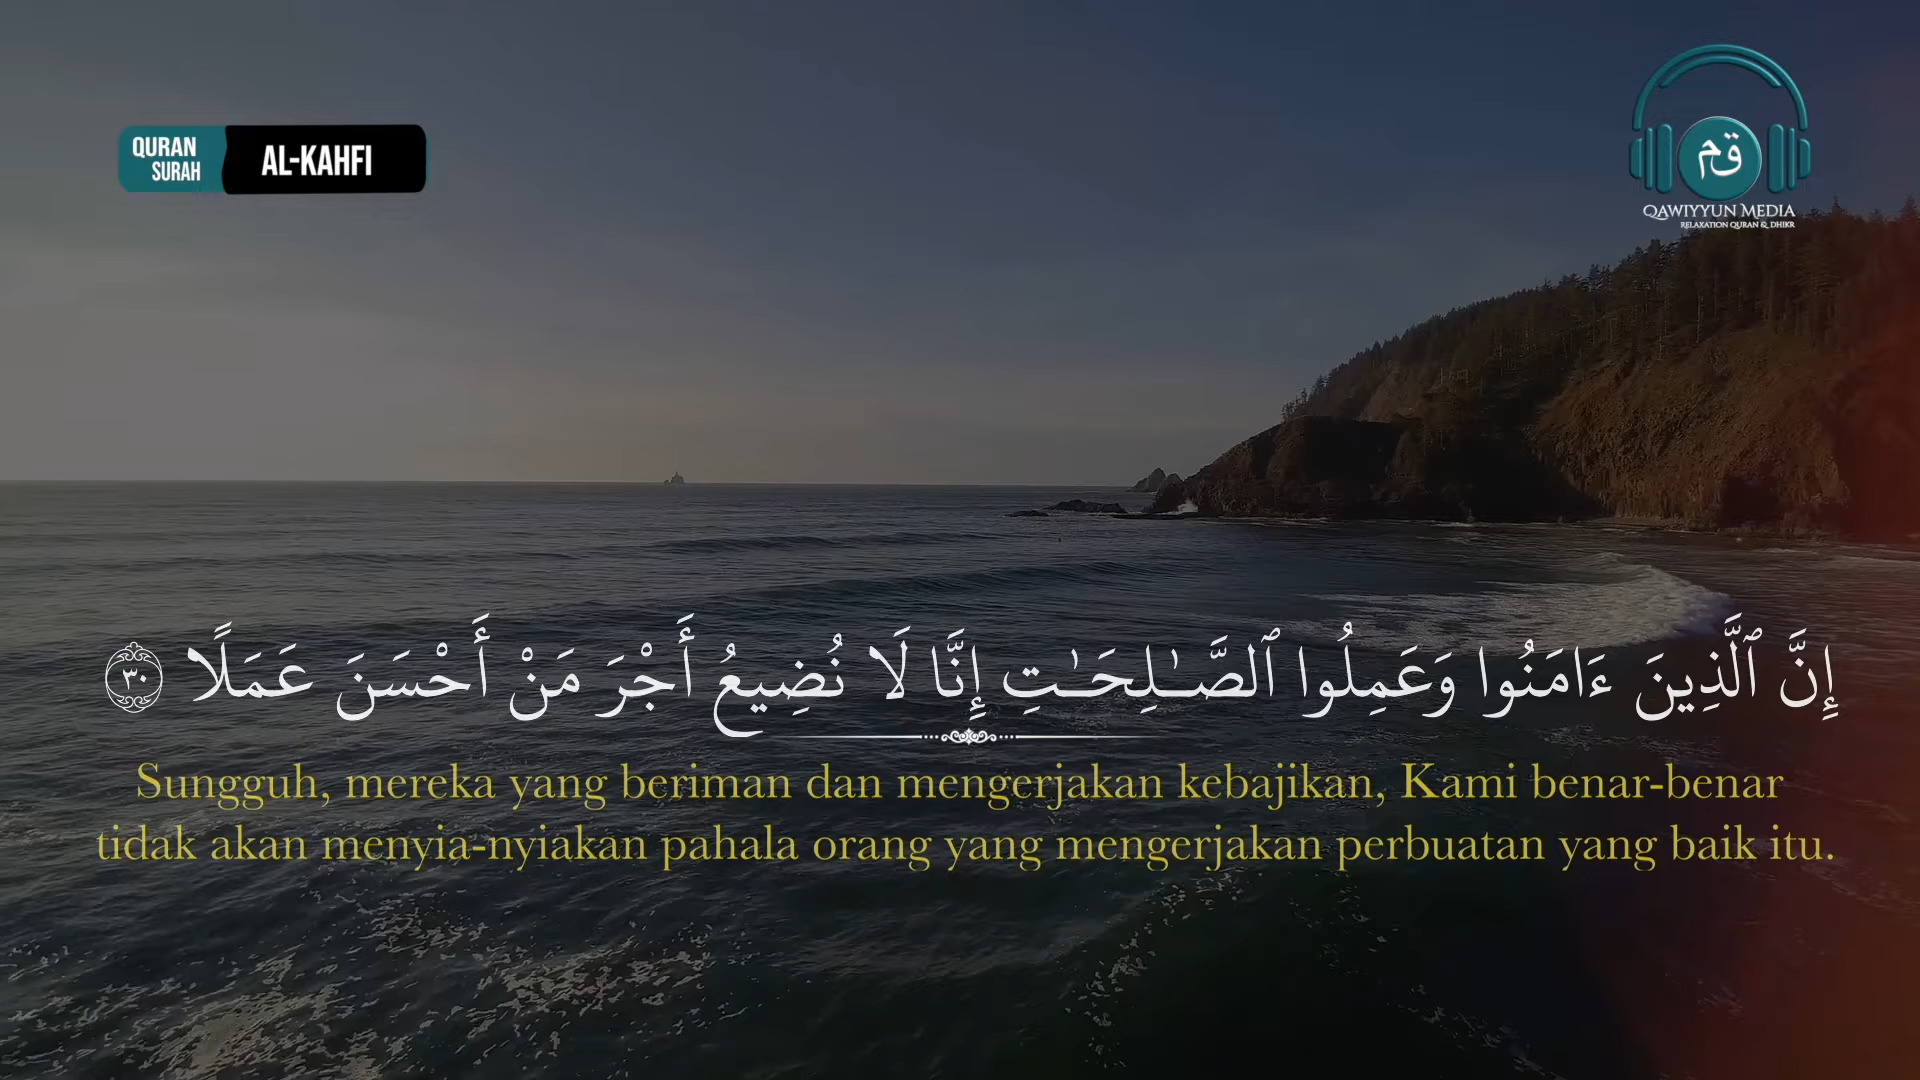 QURAN
SURAH
AL-KAHFI
قم
QAWIYYUN MEDIA
RELAXATION QURAN & DHIKR
إِنَّ ٱلَّذِينَ ءَامَنُوا وَعَمِلُوا ٱلصَّـٰلِحَـٰتِ إِنَّا لَا نُضِيعُ أَجْرَ مَنْ أَحْسَنَ عَمَلًا ٣٠
Sungguh, mereka yang beriman dan mengerjakan kebajikan, Kami benar-benar
tidak akan menyia-nyiakan pahala orang yang mengerjakan perbuatan yang baik itu.